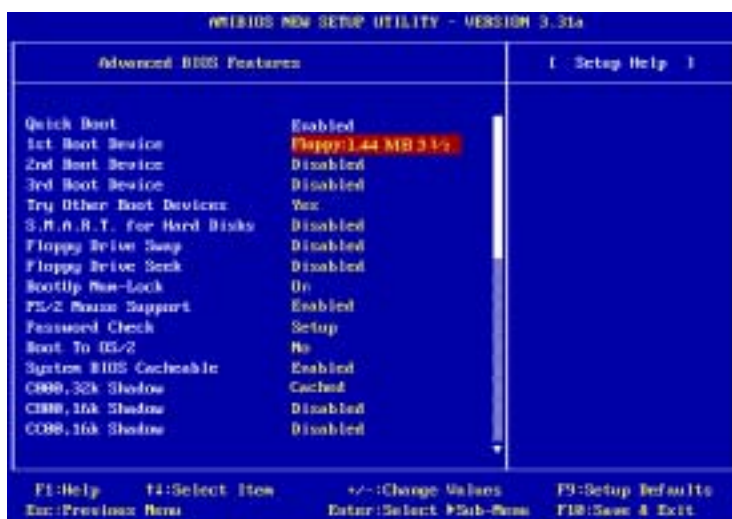 AMIBIOS NEW SETUP UTILITY - VERSION 3.31a
Advanced BIOS Features
[ Setup Help ]
Quick Boot Enabled
1st Boot Device Floppy:1.44 MB 3 1/2
2nd Boot Device Disabled
3rd Boot Device Disabled
Try Other Boot Devices Yes
S.M.A.R.T. for Hard Disks Disabled
Floppy Drive Swap Disabled
Floppy Drive Seek Disabled
BootUp Num-Lock On
PS/2 Mouse Support Enabled
Password Check Setup
Boot To OS/2 No
System BIOS Cacheable Enabled
C000,32k Shadow Cached
C800,16k Shadow Disabled
CC00,16k Shadow Disabled
F1:Help ↑↓:Select Item +/-:Change Values F9:Setup Defaults
Esc:Previous Menu Enter:Select ▶Sub-Menu F10:Save & Exit